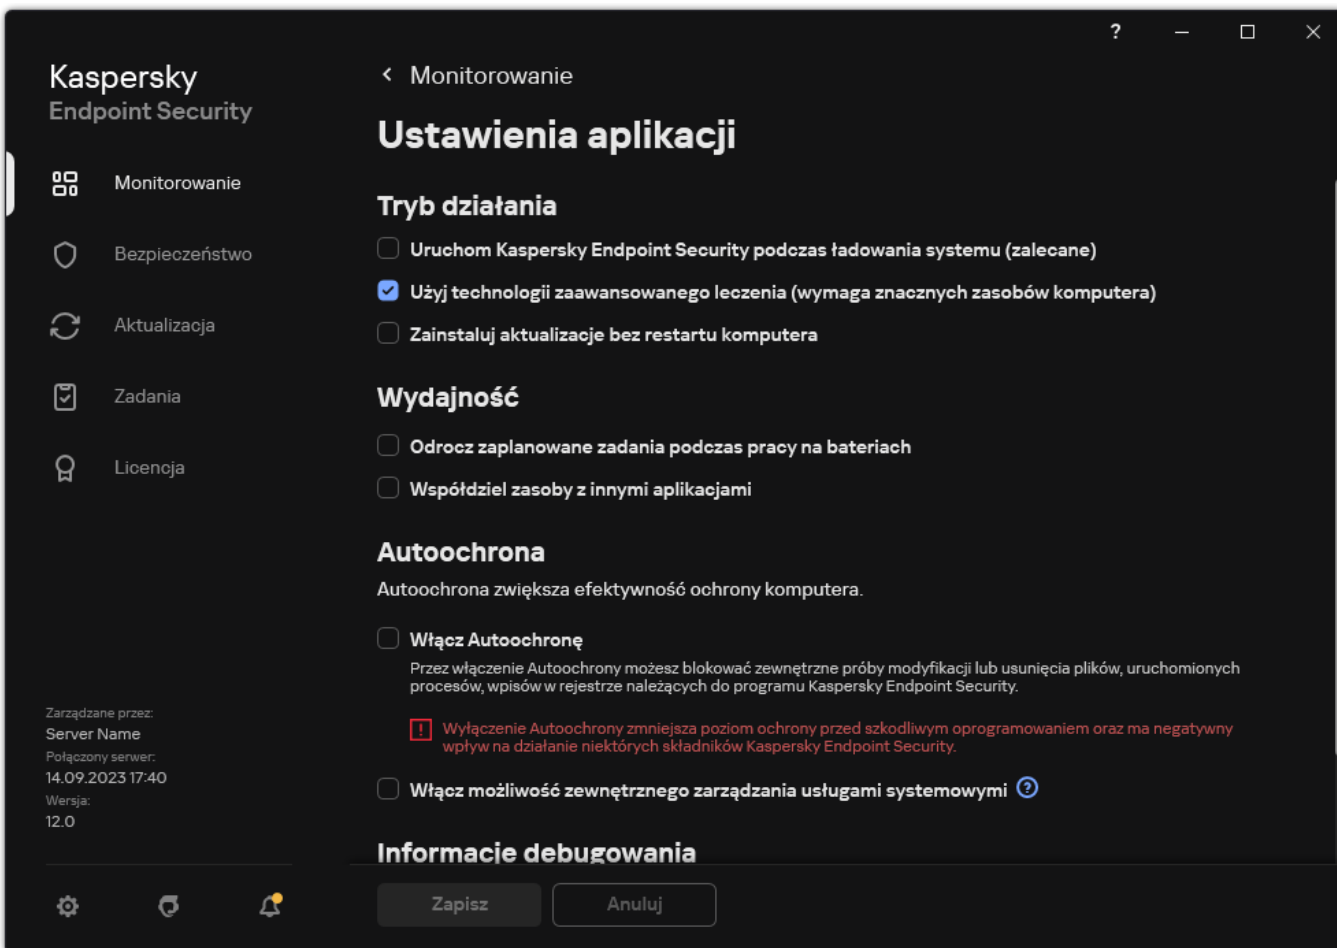 ?
Kaspersky
Endpoint Security
Monitorowanie
Bezpieczeństwo
Aktualizacja
Zadania
Licencja
Zarządzane przez:
Server Name
Połączony serwer:
14.09.2023 17:40
Wersja:
12.0
Monitorowanie
Ustawienia aplikacji
Tryb działania
Uruchom Kaspersky Endpoint Security podczas ładowania systemu (zalecane)
Użyj technologii zaawansowanego leczenia (wymaga znacznych zasobów komputera)
Zainstaluj aktualizacje bez restartu komputera
Wydajność
Odrocz zaplanowane zadania podczas pracy na bateriach
Współdziel zasoby z innymi aplikacjami
Autoochrona
Autoochrona zwiększa efektywność ochrony komputera.
Włącz Autoochronę
Przez włączenie Autoochrony możesz blokować zewnętrzne próby modyfikacji lub usunięcia plików, uruchomionych
procesów, wpisów w rejestrze należących do programu Kaspersky Endpoint Security.
! Wyłączenie Autoochrony zmniejsza poziom ochrony przed szkodliwym oprogramowaniem oraz ma negatywny
wpływ na działanie niektórych składników Kaspersky Endpoint Security.
Włącz możliwość zewnętrznego zarządzania usługami systemowymi ?
Informacje debugowania
Zapisz
Anuluj